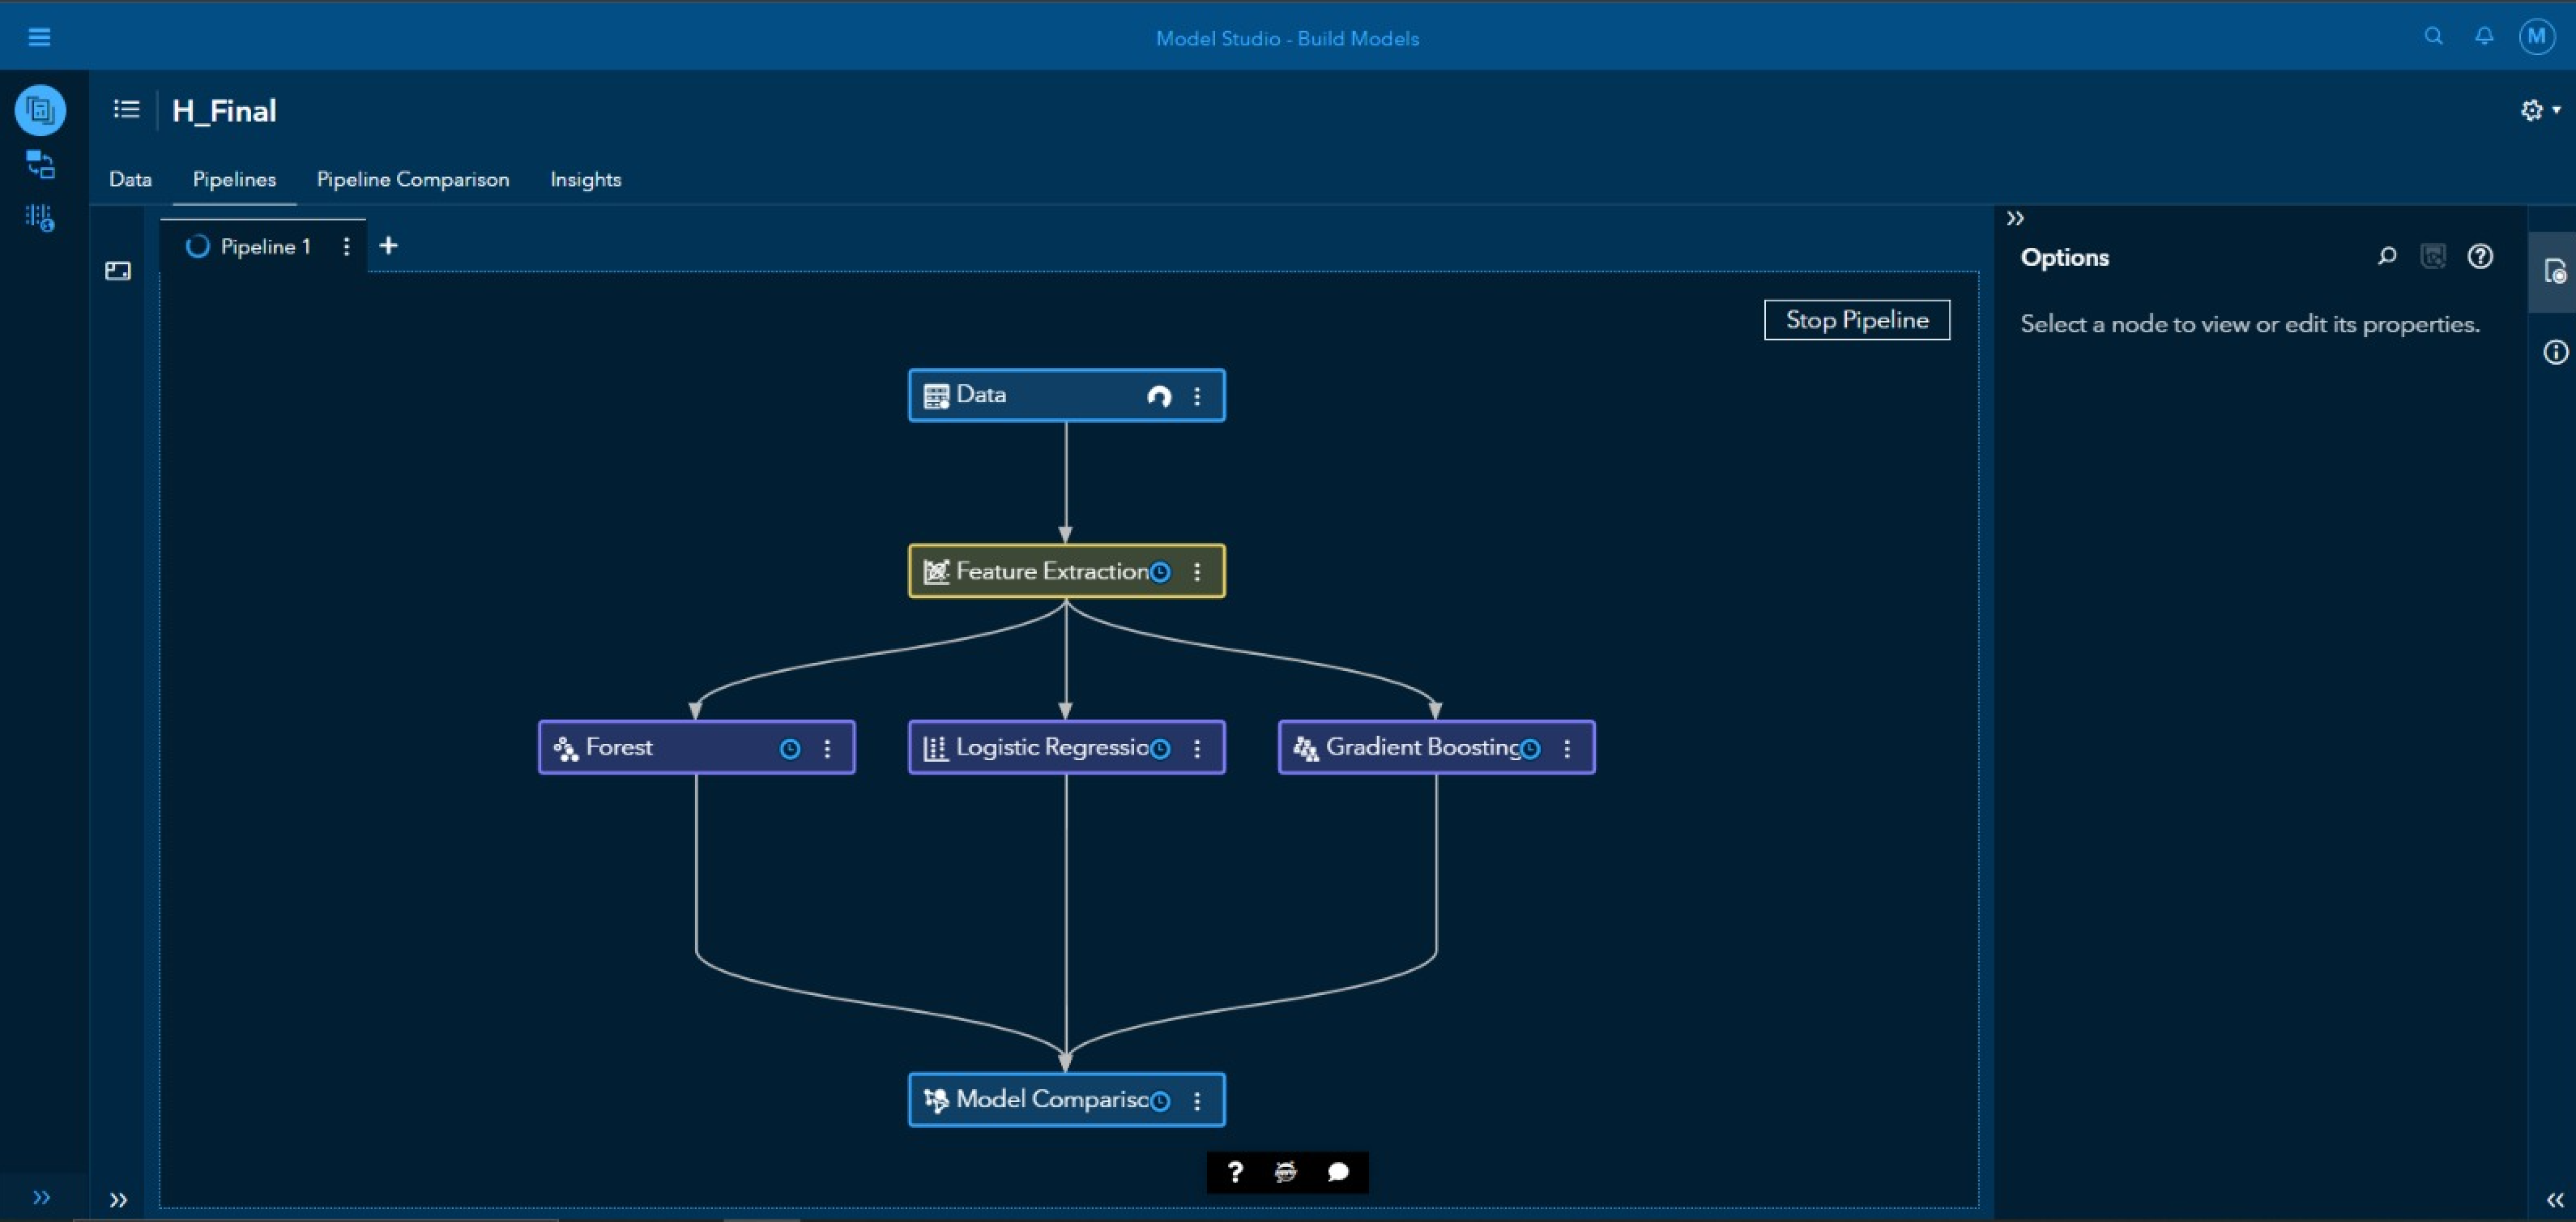 Model Studio - Build Models
M
H_Final
Data Pipelines Pipeline Comparison Insights
Pipeline 1
Options
Stop Pipeline
Select a node to view or edit its properties.
Data
Feature Extraction
Forest
Logistic Regressio
Gradient Boosting
Model Comparisc